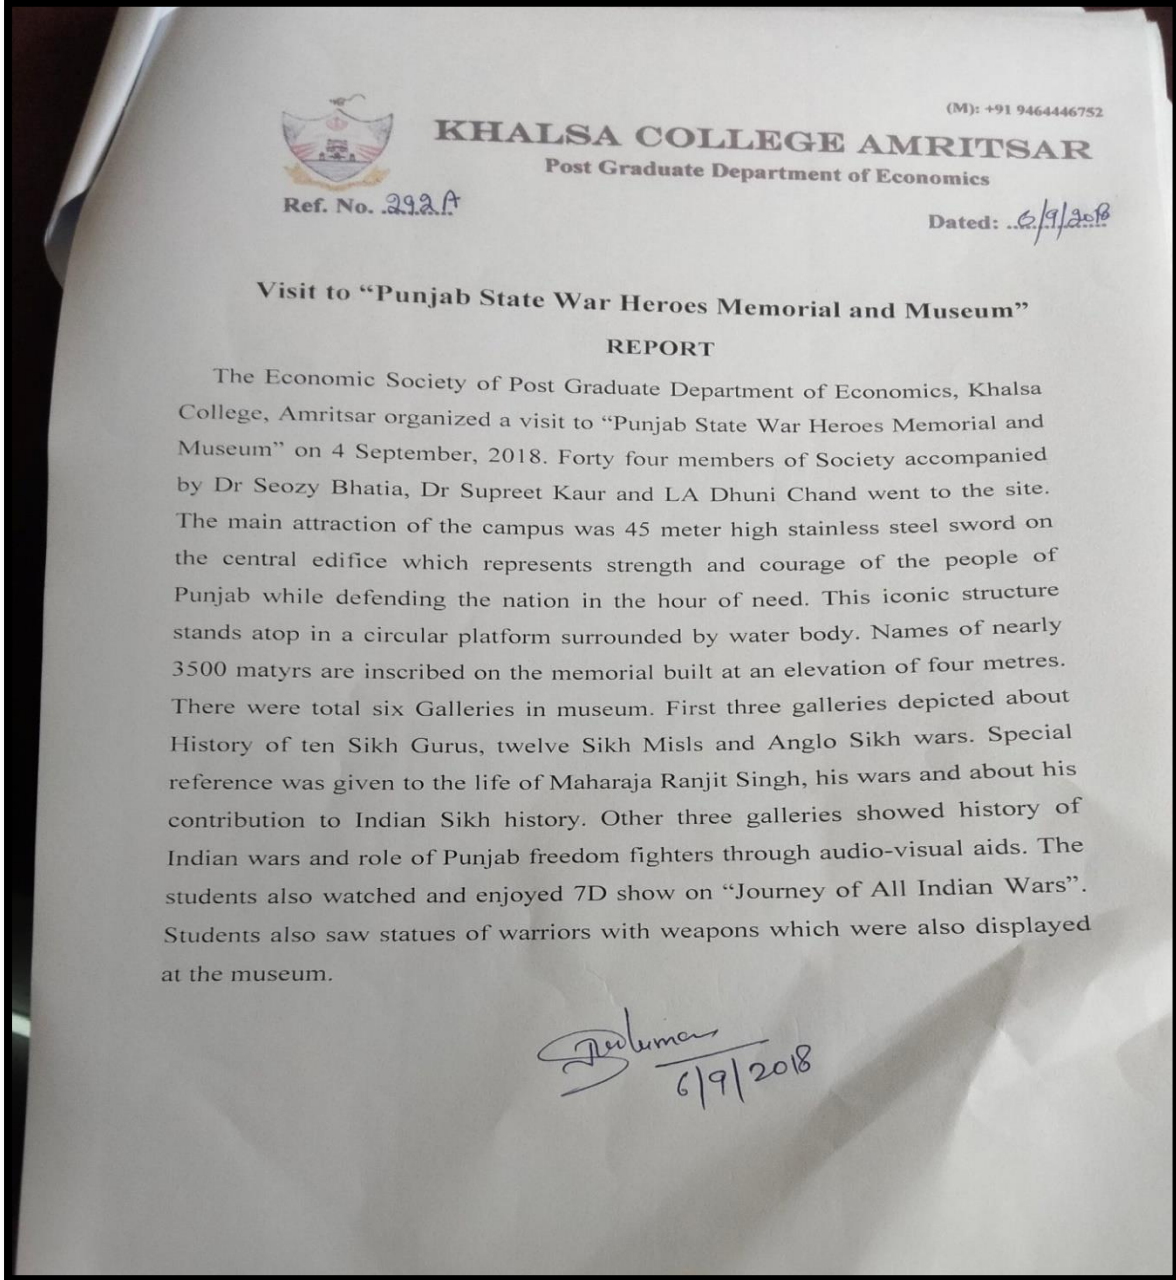 (M): +91 9464446752
KHALSA COLLEGE AMRITSAR
Post Graduate Department of Economics
Ref. No. 292A
Dated: 6/9/2018
Visit to “Punjab State War Heroes Memorial and Museum”
REPORT
The Economic Society of Post Graduate Department of Economics, Khalsa
College, Amritsar organized a visit to “Punjab State War Heroes Memorial and
Museum” on 4 September, 2018. Forty four members of Society accompanied
by Dr Seozy Bhatia, Dr Supreet Kaur and LA Dhuni Chand went to the site.
The main attraction of the campus was 45 meter high stainless steel sword on
the central edifice which represents strength and courage of the people of
Punjab while defending the nation in the hour of need. This iconic structure
stands atop in a circular platform surrounded by water body. Names of nearly
3500 matyrs are inscribed on the memorial built at an elevation of four metres.
There were total six Galleries in museum. First three galleries depicted about
History of ten Sikh Gurus, twelve Sikh Misls and Anglo Sikh wars. Special
reference was given to the life of Maharaja Ranjit Singh, his wars and about his
contribution to Indian Sikh history. Other three galleries showed history of
Indian wars and role of Punjab freedom fighters through audio-visual aids. The
students also watched and enjoyed 7D show on “Journey of All Indian Wars”.
Students also saw statues of warriors with weapons which were also displayed
at the museum.
6/9/2018